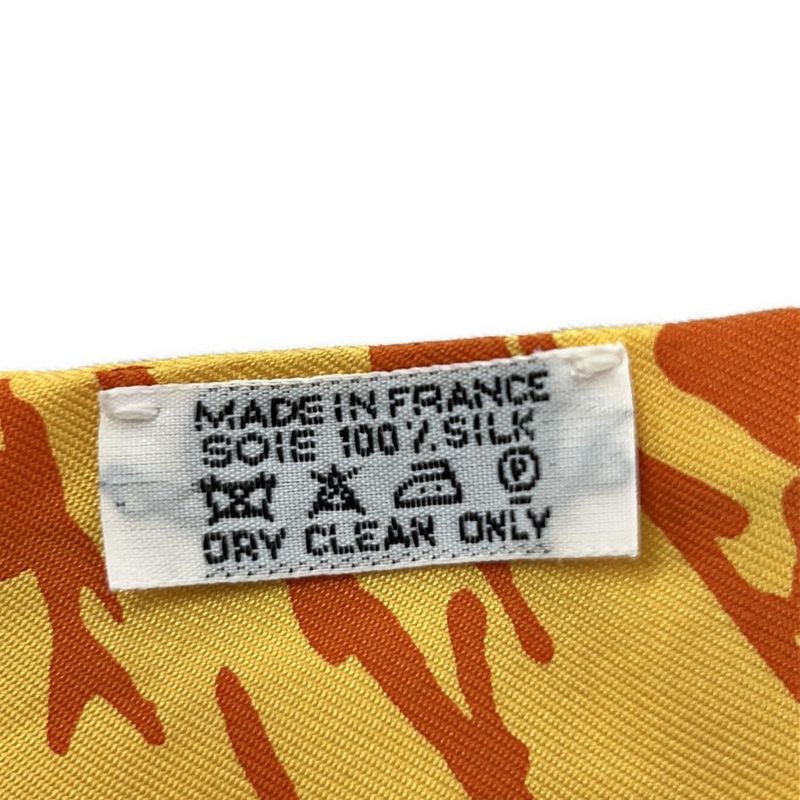 MADE IN FRANCE
SOIE 100% SILK
P
DRY CLEAN ONLY